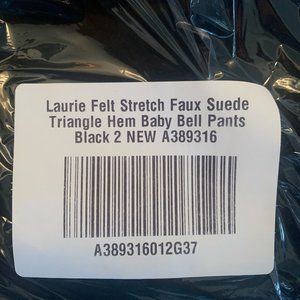 Laurie Felt Stretch Faux Suede
Triangle Hem Baby Bell Pants
Black 2 NEW A389316
A389316012G37